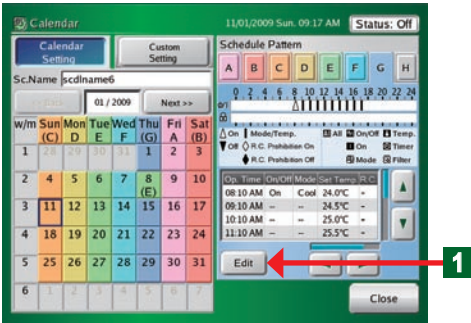 Calendar 11/01/2009 Sun. 09:17 AM Status: Off
Calendar Setting Custom Setting
Sc.Name scdlname6
<< Back 01 / 2009 Next >>
w/m Sun Mon Tue Wed Thu Fri Sat
(C) D E F (G) A (B)
1 28 29 30 31 1 2 3
2 4 5 6 7 8 9 10
(E)
3 11 12 13 14 15 16 17
4 18 19 20 21 22 23 24
5 25 26 27 28 29 30 31
6 1 2 3 4 5 6 7
Schedule Pattern
A B C D E F G H
0 2 4 6 8 10 12 14 16 18 20 22 24
On Mode/Temp. All On/Off Temp.
Off R.C. Prohibition On On Timer
R.C. Prohibition Off Mode Filter
Op. Time On/Off Mode Set Temp. R.C.
08:10 AM On Cool 24.0°C -
09:10 AM -- -- 24.5°C -
10:10 AM -- -- 25.0°C -
11:10 AM -- -- 25.5°C -
Edit
1
Close